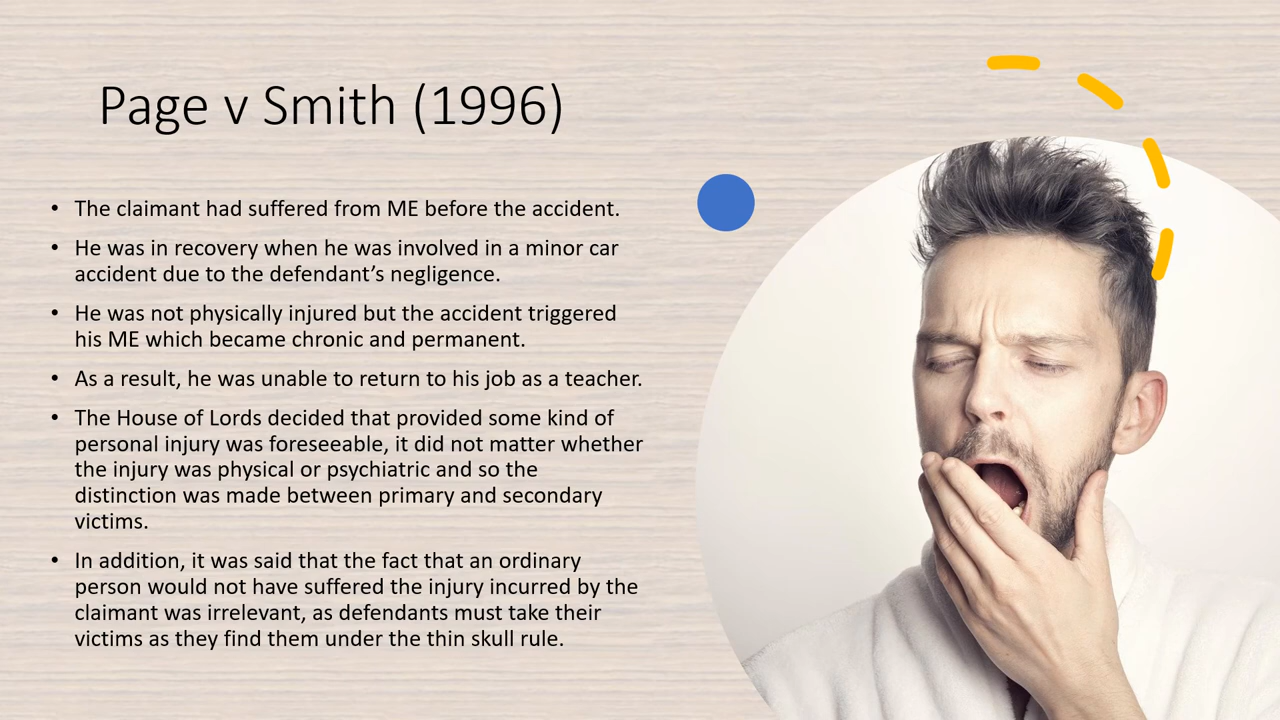 Page v Smith (1996)
• The claimant had suffered from ME before the accident.
• He was in recovery when he was involved in a minor car
accident due to the defendant’s negligence.
• He was not physically injured but the accident triggered
his ME which became chronic and permanent.
• As a result, he was unable to return to his job as a teacher.
• The House of Lords decided that provided some kind of
personal injury was foreseeable, it did not matter whether
the injury was physical or psychiatric and so the
distinction was made between primary and secondary
victims.
• In addition, it was said that the fact that an ordinary
person would not have suffered the injury incurred by the
claimant was irrelevant, as defendants must take their
victims as they find them under the thin skull rule.